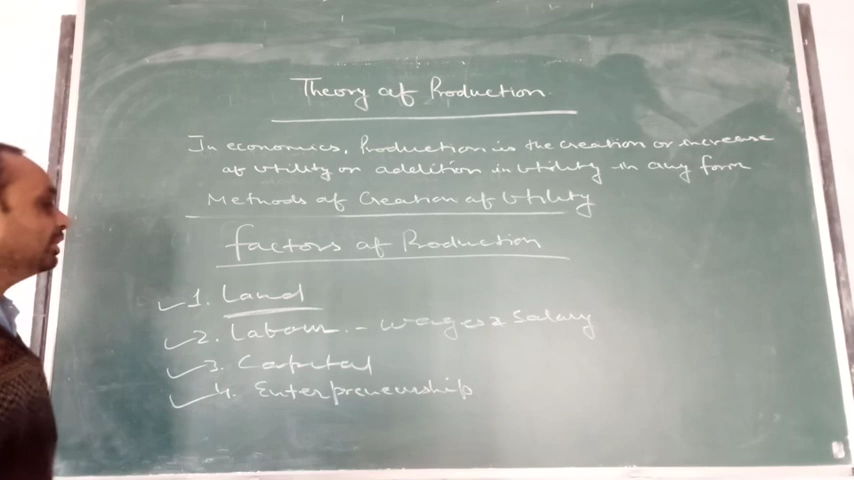 Theory of Production
In economics, Production is the creation or increase
of utility or addition in utility in any form
Methods of Creation of Utility
factors of Production
1. Land
2. Labour - wages & Salary
3. Capital
4. Enterpreneurship